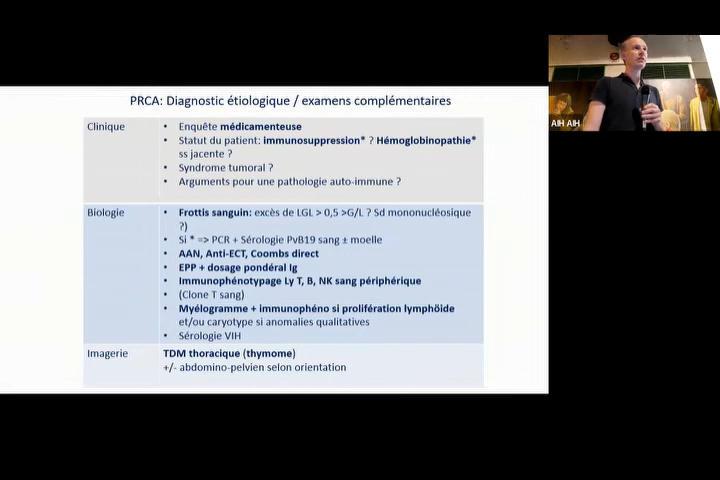 PRCA: Diagnostic étiologique / examens complémentaires
Clinique
• Enquête médicamenteuse
• Statut du patient: immunosuppression* ? Hémoglobinopathie*
ss jacente ?
• Syndrome tumoral ?
• Arguments pour une pathologie auto-immune ?
Biologie
• Frottis sanguin: excès de LGL > 0,5 >G/L ? Sd mononucléosique
?)
• Si * => PCR + Sérologie PvB19 sang ± moelle
• AAN, Anti-ECT, Coombs direct
• EPP + dosage pondéral Ig
• Immunophénotypage Ly T, B, NK sang périphérique
• (Clone T sang)
• Myélogramme + immunophéno si prolifération lymphöide
et/ou caryotype si anomalies qualitatives
• Sérologie VIH
Imagerie
TDM thoracique (thymome)
+/- abdomino-pelvien selon orientation
AIH AIH